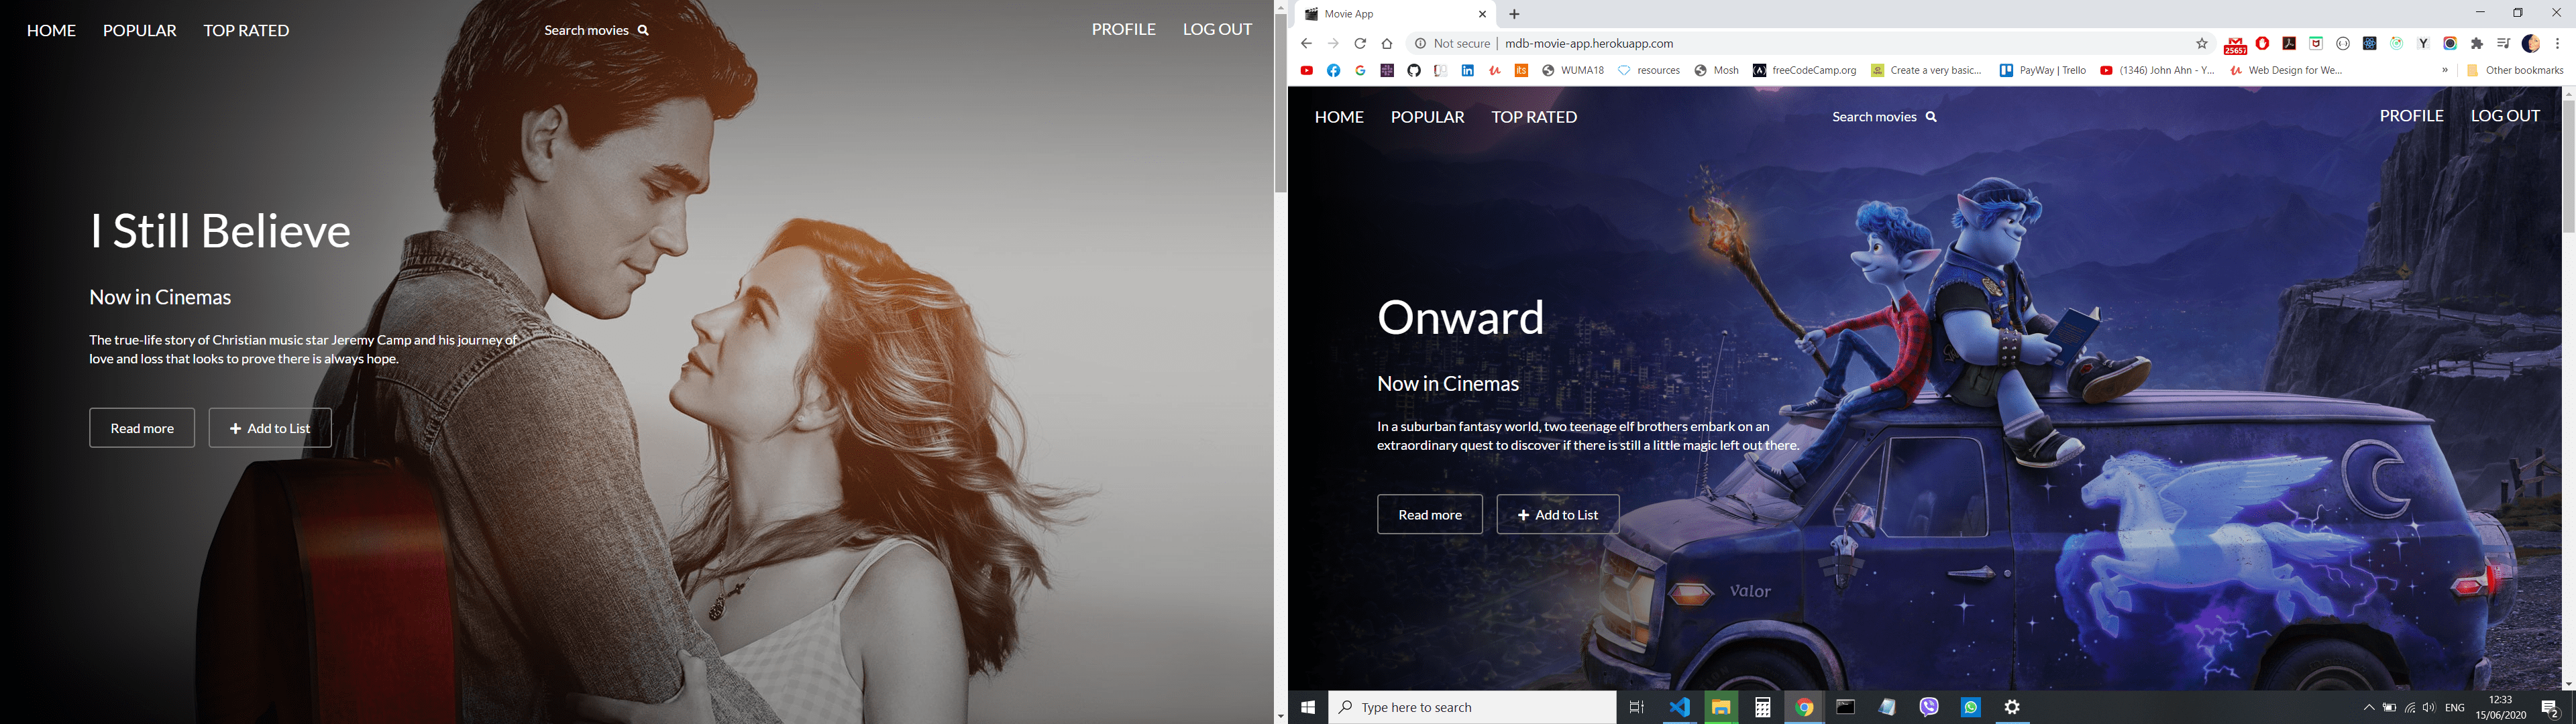 HOME POPULAR TOP RATED Search movies PROFILE LOG OUT
I Still Believe
Now in Cinemas
The true-life story of Christian music star Jeremy Camp and his journey of
love and loss that looks to prove there is always hope.
Read more + Add to List
Movie App
Not secure | mdb-movie-app.herokuapp.com
25657
WUMA18 resources Mosh freeCodeCamp.org Create a very basic... PayWay | Trello (1346) John Ahn - Y... Web Design for We... » Other bookmarks
HOME POPULAR TOP RATED Search movies PROFILE LOG OUT
Onward
Now in Cinemas
In a suburban fantasy world, two teenage elf brothers embark on an
extraordinary quest to discover if there is still a little magic left out there.
Read more + Add to List
Valor
Type here to search
ENG
12:33
15/06/2020
2